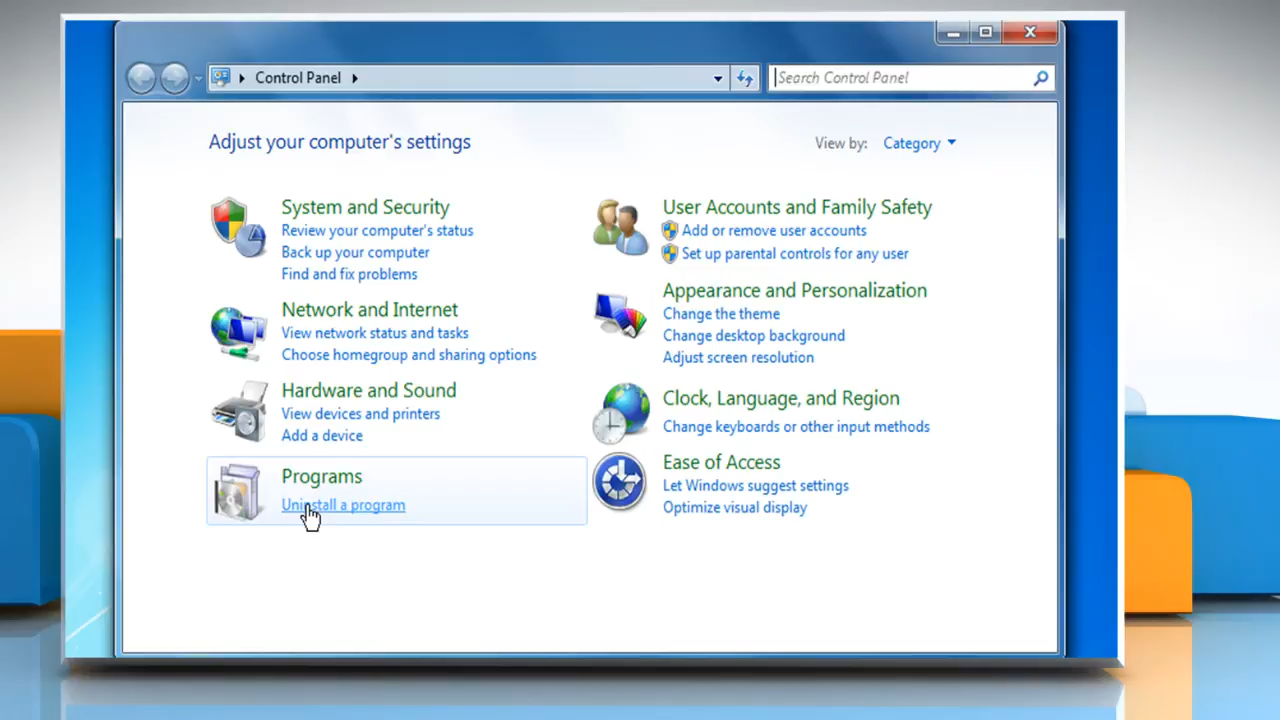 Control Panel
Search Control Panel
Adjust your computer's settings
View by: Category
System and Security
Review your computer's status
Back up your computer
Find and fix problems
Network and Internet
View network status and tasks
Choose homegroup and sharing options
Hardware and Sound
View devices and printers
Add a device
Programs
Uninstall a program
User Accounts and Family Safety
Add or remove user accounts
Set up parental controls for any user
Appearance and Personalization
Change the theme
Change desktop background
Adjust screen resolution
Clock, Language, and Region
Change keyboards or other input methods
Ease of Access
Let Windows suggest settings
Optimize visual display